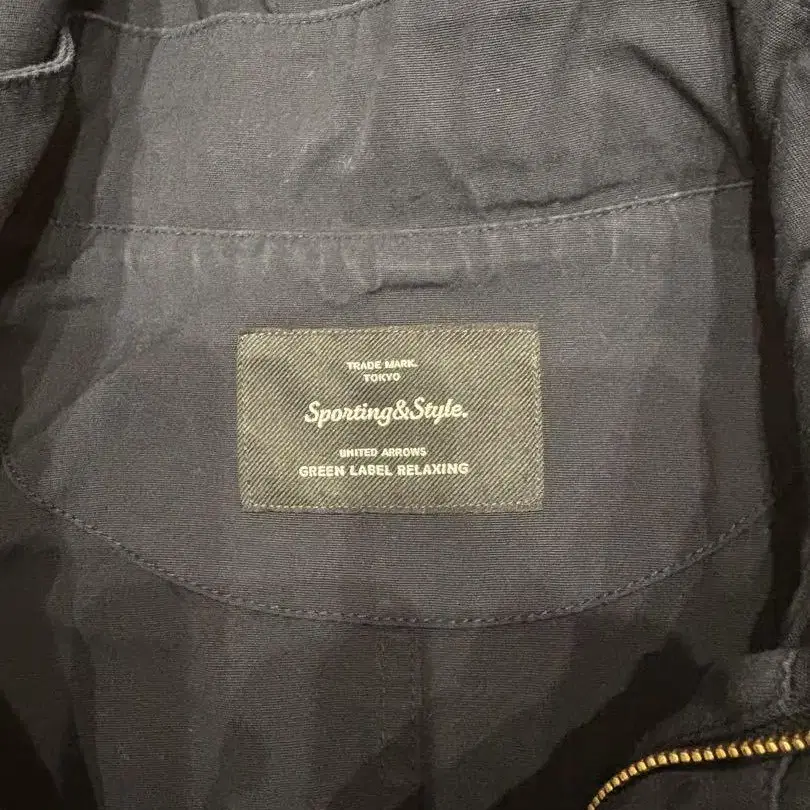 TRADE MARK.
TOKYO
Sporting&Style.
UNITED ARROWS
GREEN LABEL RELAXING